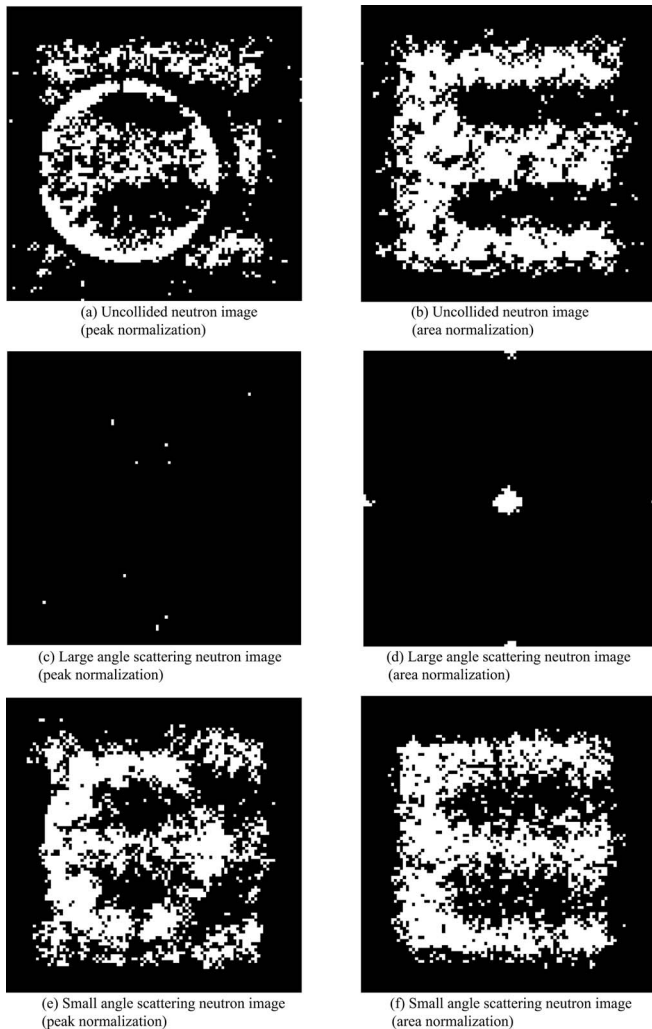 (a) Uncollided neutron image
(peak normalization)
(b) Uncollided neutron image
(area normalization)
(c) Large angle scattering neutron image
(peak normalization)
(d) Large angle scattering neutron image
(area normalization)
(e) Small angle scattering neutron image
(peak normalization)
(f) Small angle scattering neutron image
(area normalization)